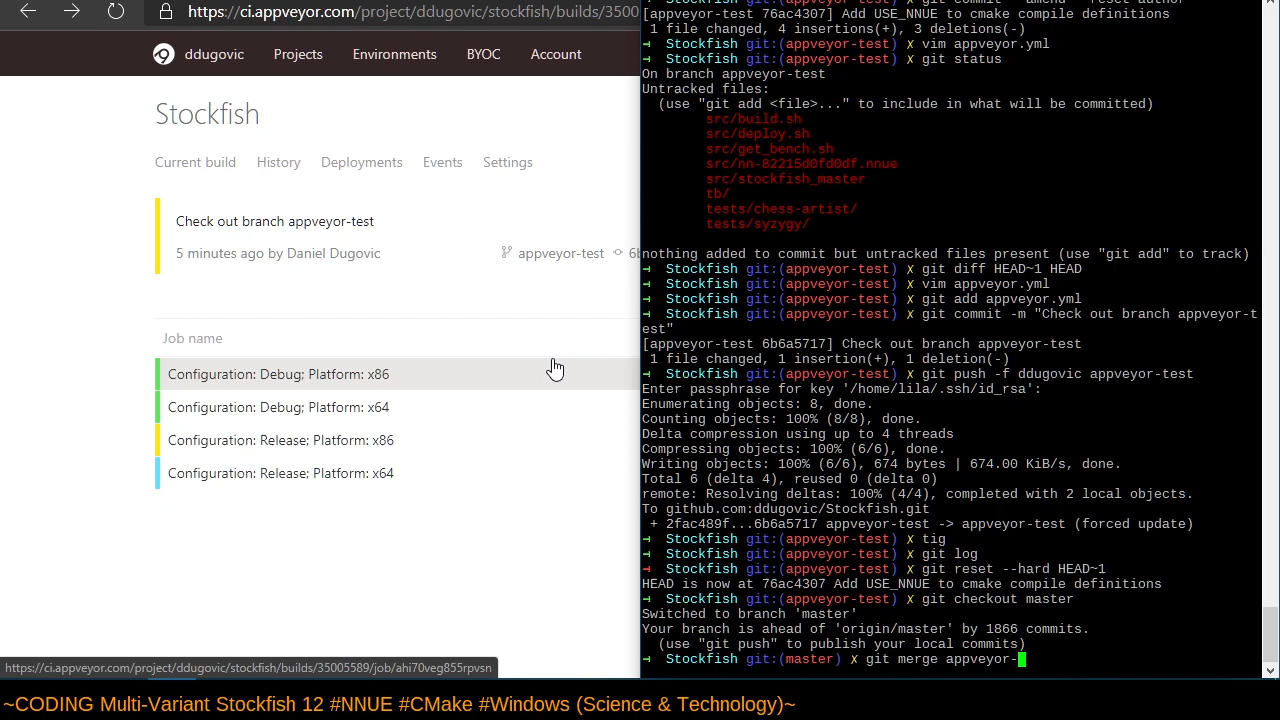 https://ci.appveyor.com/project/ddugovic/stockfish/builds/3500
ddugovic Projects Environments BYOC Account
Stockfish
Current build History Deployments Events Settings
Check out branch appveyor-test
5 minutes ago by Daniel Dugovic appveyor-test 6b
Job name
Configuration: Debug; Platform: x86
Configuration: Debug; Platform: x64
Configuration: Release; Platform: x86
Configuration: Release; Platform: x64
https://ci.appveyor.com/project/ddugovic/stockfish/builds/35005589/job/ahi70veg855rpvsn
git commit --amend --reset-author
[appveyor-test 76ac4307] Add USE_NNUE to cmake compile definitions
1 file changed, 4 insertions(+), 3 deletions(-)
→ Stockfish git:(appveyor-test) ✗ vim appveyor.yml
→ Stockfish git:(appveyor-test) ✗ git status
On branch appveyor-test
Untracked files:
(use "git add <file>..." to include in what will be committed)
src/build.sh
src/deploy.sh
src/get_bench.sh
src/nn-82215d0fd0df.nnue
src/stockfish_master
tb/
tests/chess-artist/
tests/syzygy/
nothing added to commit but untracked files present (use "git add" to track)
→ Stockfish git:(appveyor-test) ✗ git diff HEAD~1 HEAD
→ Stockfish git:(appveyor-test) ✗ vim appveyor.yml
→ Stockfish git:(appveyor-test) ✗ git add appveyor.yml
→ Stockfish git:(appveyor-test) ✗ git commit -m "Check out branch appveyor-t
est"
[appveyor-test 6b6a5717] Check out branch appveyor-test
1 file changed, 1 insertion(+), 1 deletion(-)
→ Stockfish git:(appveyor-test) ✗ git push -f ddugovic appveyor-test
Enter passphrase for key '/home/lila/.ssh/id_rsa':
Enumerating objects: 8, done.
Counting objects: 100% (8/8), done.
Delta compression using up to 4 threads
Compressing objects: 100% (6/6), done.
Writing objects: 100% (6/6), 674 bytes | 674.00 KiB/s, done.
Total 6 (delta 4), reused 0 (delta 0)
remote: Resolving deltas: 100% (4/4), completed with 2 local objects.
To github.com:ddugovic/Stockfish.git
+ 2fac489f...6b6a5717 appveyor-test -> appveyor-test (forced update)
→ Stockfish git:(appveyor-test) ✗ tig
→ Stockfish git:(appveyor-test) ✗ git log
→ Stockfish git:(appveyor-test) ✗ git reset --hard HEAD~1
HEAD is now at 76ac4307 Add USE_NNUE to cmake compile definitions
→ Stockfish git:(appveyor-test) ✗ git checkout master
Switched to branch 'master'
Your branch is ahead of 'origin/master' by 1866 commits.
(use "git push" to publish your local commits)
→ Stockfish git:(master) ✗ git merge appveyor-
~CODING Multi-Variant Stockfish 12 #NNUE #CMake #Windows (Science & Technology)~